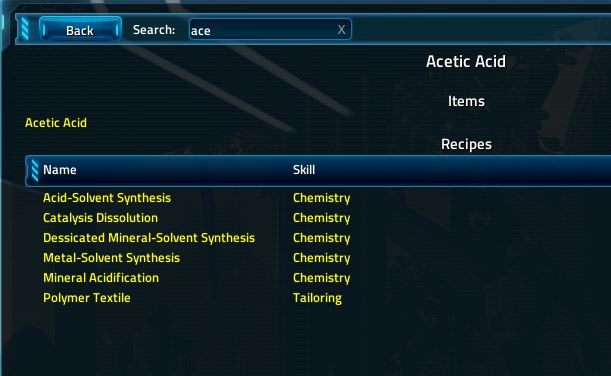 Back Search: ace X
Acetic Acid
Items
Acetic Acid
Recipes
Name Skill
Acid-Solvent Synthesis Chemistry
Catalysis Dissolution Chemistry
Dessicated Mineral-Solvent Synthesis Chemistry
Metal-Solvent Synthesis Chemistry
Mineral Acidification Chemistry
Polymer Textile Tailoring